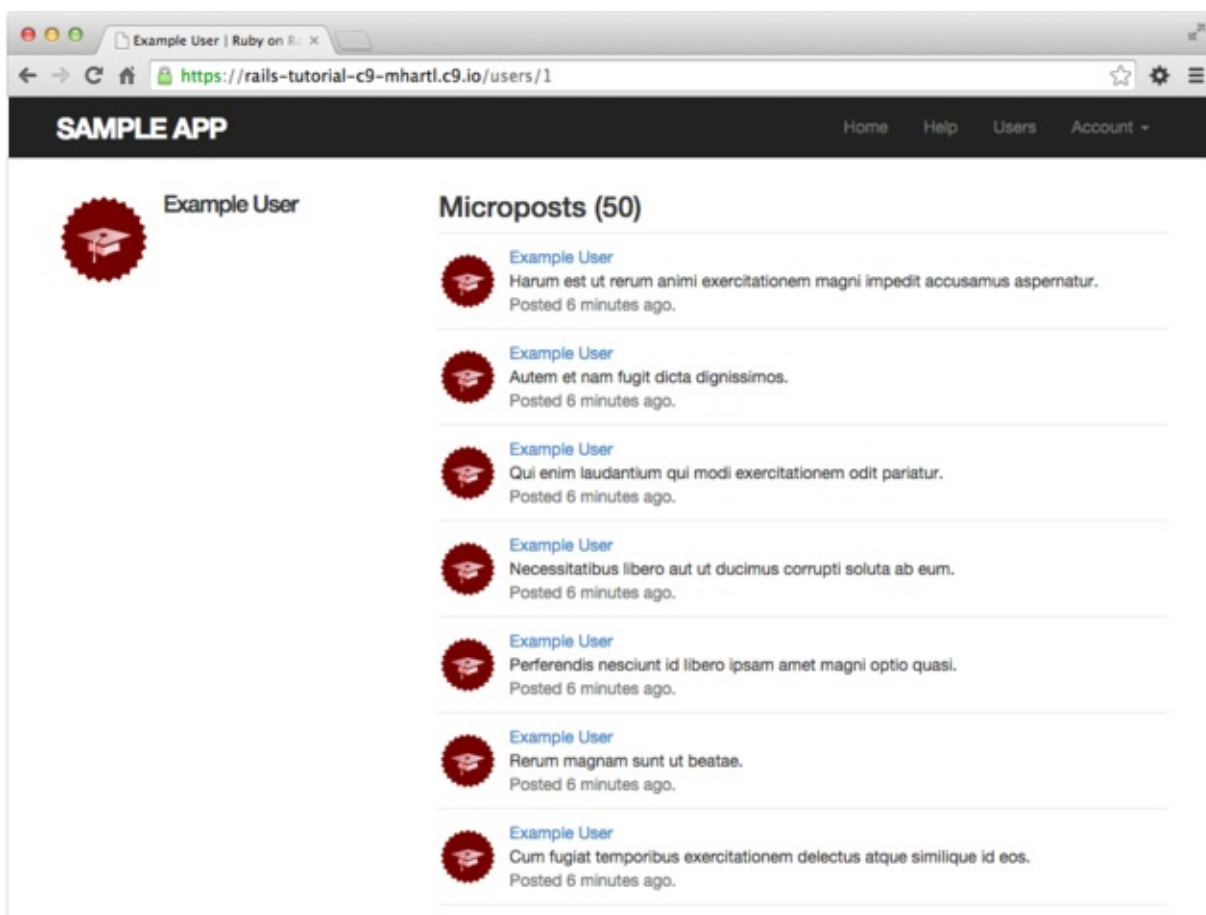 Example User | Ruby on Ra
https://rails-tutorial-c9-mhartl.c9.io/users/1
SAMPLE APP
Home Help Users Account
Example User
Microposts (50)
Example User
Harum est ut rerum animi exercitationem magni impedit accusamus aspernatur.
Posted 6 minutes ago.
Example User
Autem et nam fugit dicta dignissimos.
Posted 6 minutes ago.
Example User
Qui enim laudantium qui modi exercitationem odit pariatur.
Posted 6 minutes ago.
Example User
Necessitatibus libero aut ut ducimus corrupti soluta ab eum.
Posted 6 minutes ago.
Example User
Perferendis nesciunt id libero ipsam amet magni optio quasi.
Posted 6 minutes ago.
Example User
Rerum magnam sunt ut beatae.
Posted 6 minutes ago.
Example User
Cum fugiat temporibus exercitationem delectus atque similique id eos.
Posted 6 minutes ago.